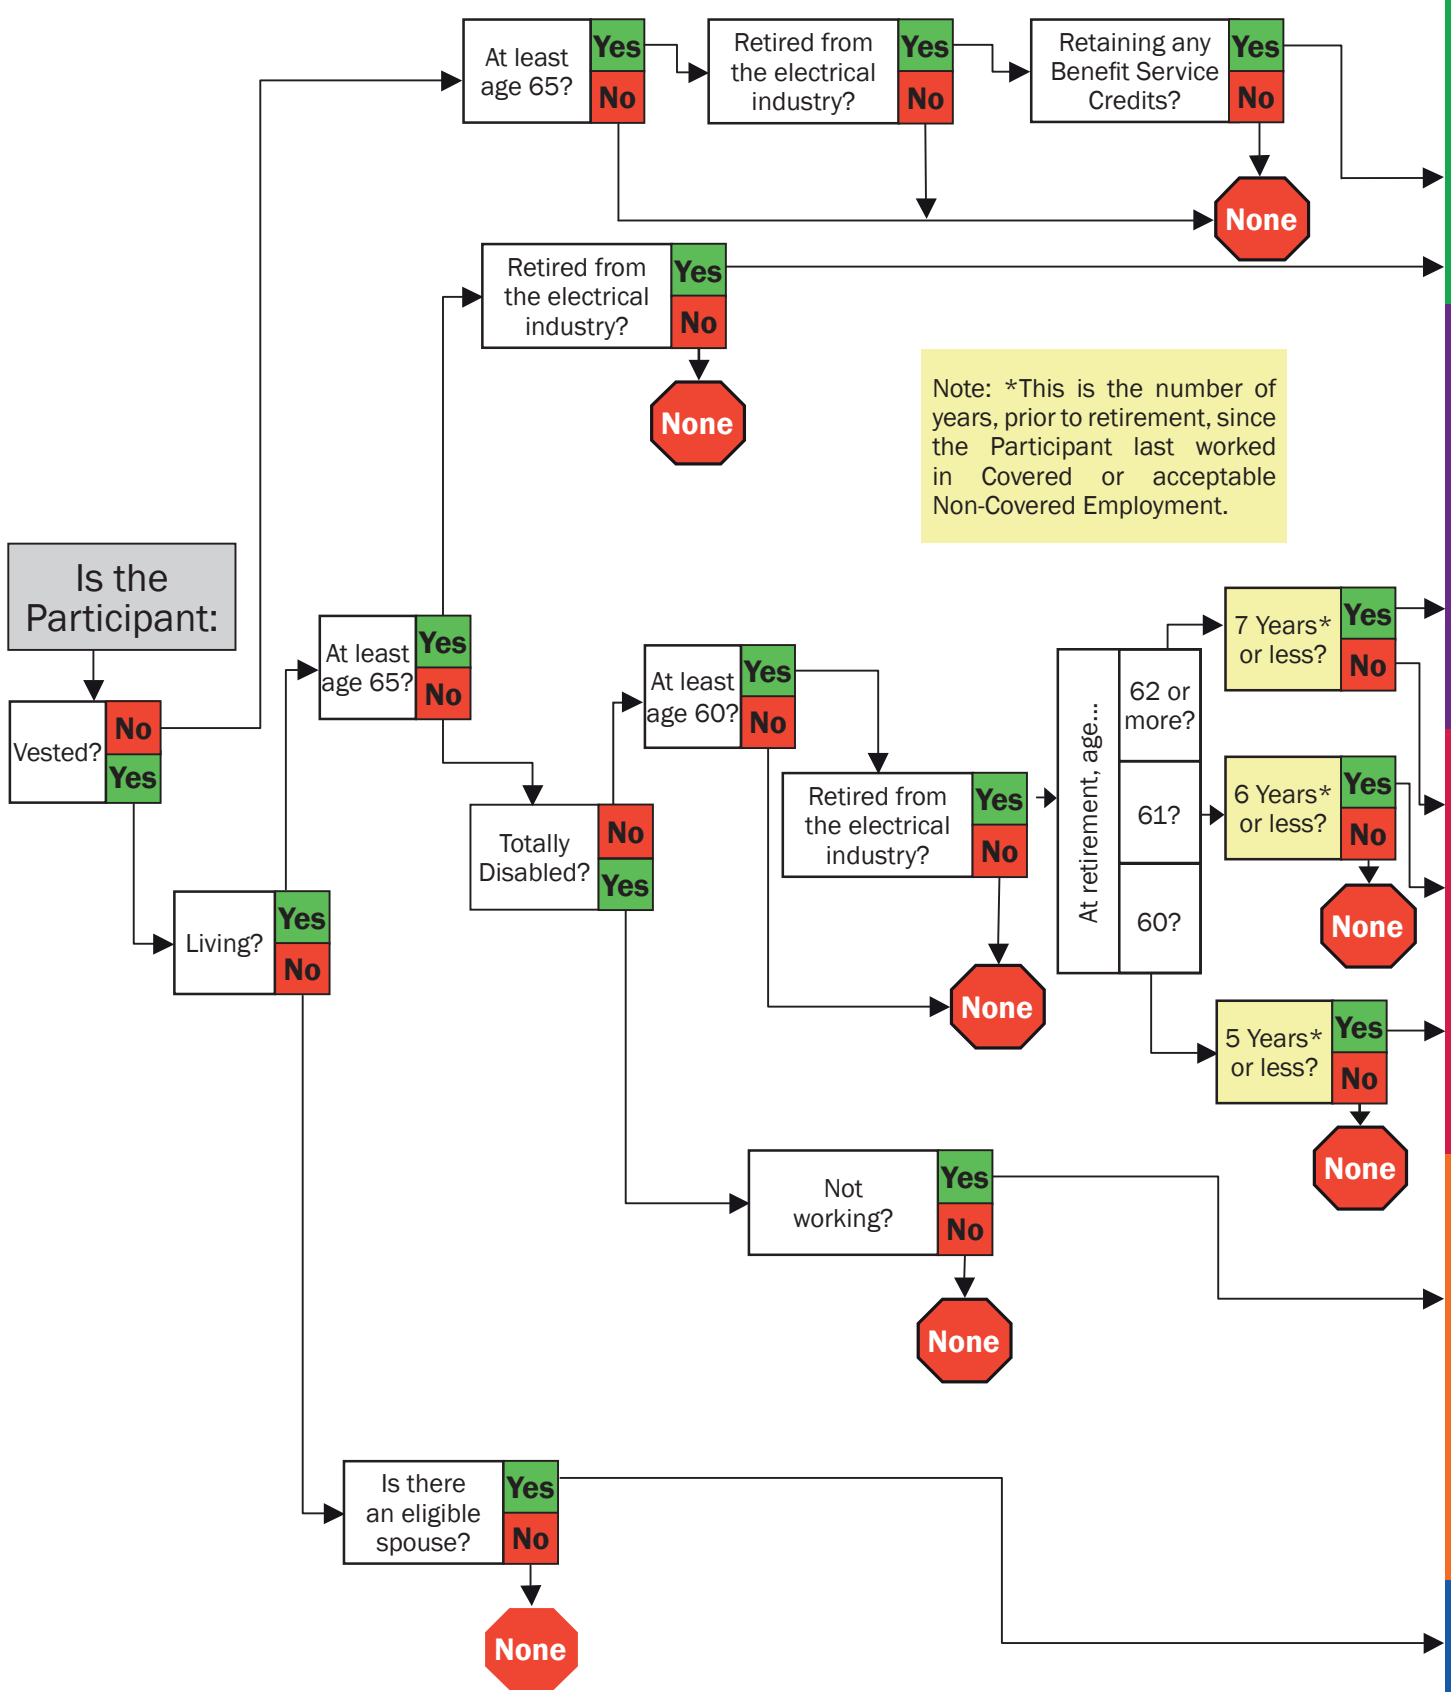 At least
age 65?
Yes
No
Retired from
the electrical
industry?
Yes
No
Retaining any
Benefit Service
Credits?
Yes
No
None
Retired from
the electrical
industry?
Yes
No
None
Note: *This is the number of
years, prior to retirement, since
the Participant last worked
in Covered or acceptable
Non-Covered Employment.
Is the
Participant:
Vested?
No
Yes
Living?
Yes
No
At least
age 65?
Yes
No
Totally
Disabled?
No
Yes
At least
age 60?
Yes
No
Retired from
the electrical
industry?
Yes
No
None
At retirement, age...
62 or
more?
61?
60?
7 Years*
or less?
Yes
No
6 Years*
or less?
Yes
No
None
5 Years*
or less?
Yes
No
None
Not
working?
Yes
No
None
Is there
an eligible
spouse?
Yes
No
None